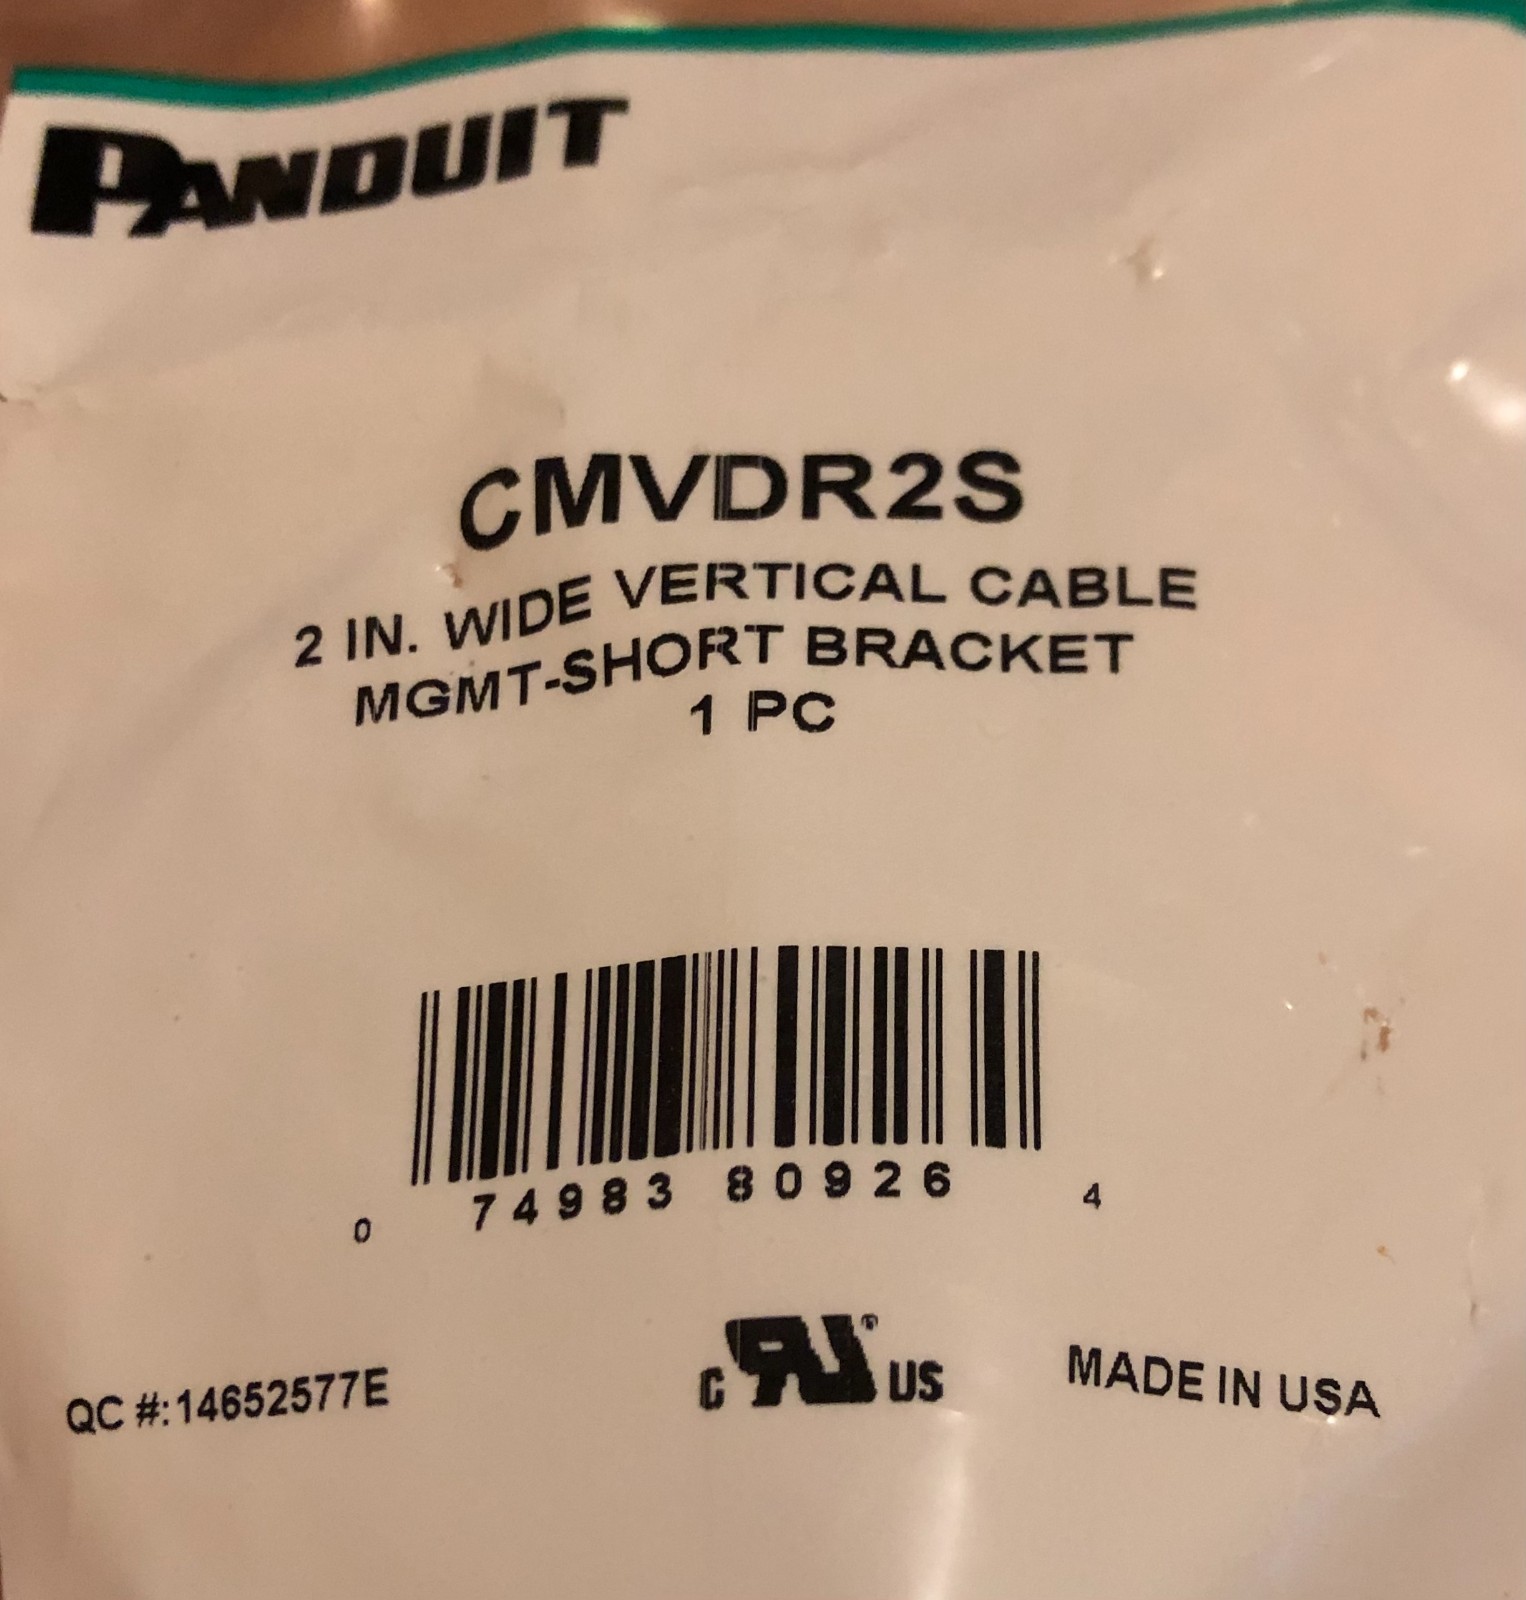 PANDUIT
CMVDR2S
2 IN. WIDE VERTICAL CABLE
MGMT-SHORT BRACKET
1 PC
0 74983 80926 4
QC #:14652577E
C RU® US
MADE IN USA